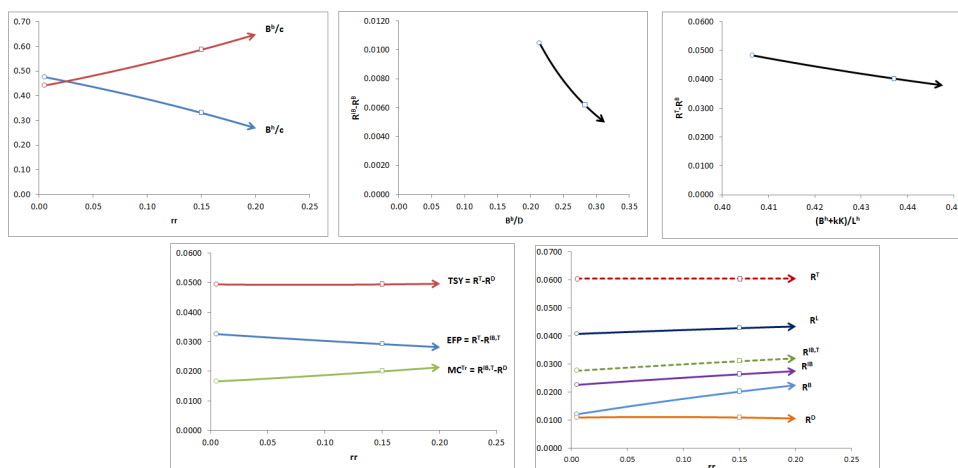 0.70
0.60
0.50
0.40
0.30
0.20
0.10
0.00
0.00 0.05 0.10 0.15 0.20 0.25
rr
Bʰ/c
Bʰ/c
Rᴵᴮ-Rᴮ
0.0120
0.0100
0.0080
0.0060
0.0040
0.0020
0.0000
0.00 0.05 0.10 0.15 0.20 0.25 0.30 0.35
Bᵇ/D
Rᵀ-Rᴮ
0.0600
0.0500
0.0400
0.0300
0.0200
0.0100
0.0000
0.40 0.41 0.42 0.43 0.44 0.4
(Bʰ+kK)/Lʰ
0.0600
0.0500
0.0400
0.0300
0.0200
0.0100
0.0000
0.00 0.05 0.10 0.15 0.20 0.25
rr
TSY = Rᵀ-Rᴰ
EFP = Rᵀ-Rᴵᴮ,ᵀ
MCᵀʳ = Rᴵᴮ,ᵀ-Rᴰ
0.0700
0.0600
0.0500
0.0400
0.0300
0.0200
0.0100
0.0000
0.00 0.05 0.10 0.15 0.20 0.25
rr
Rᵀ
Rᴸ
Rᴵᴮ,ᵀ
Rᴵᴮ
Rᴮ
Rᴰ